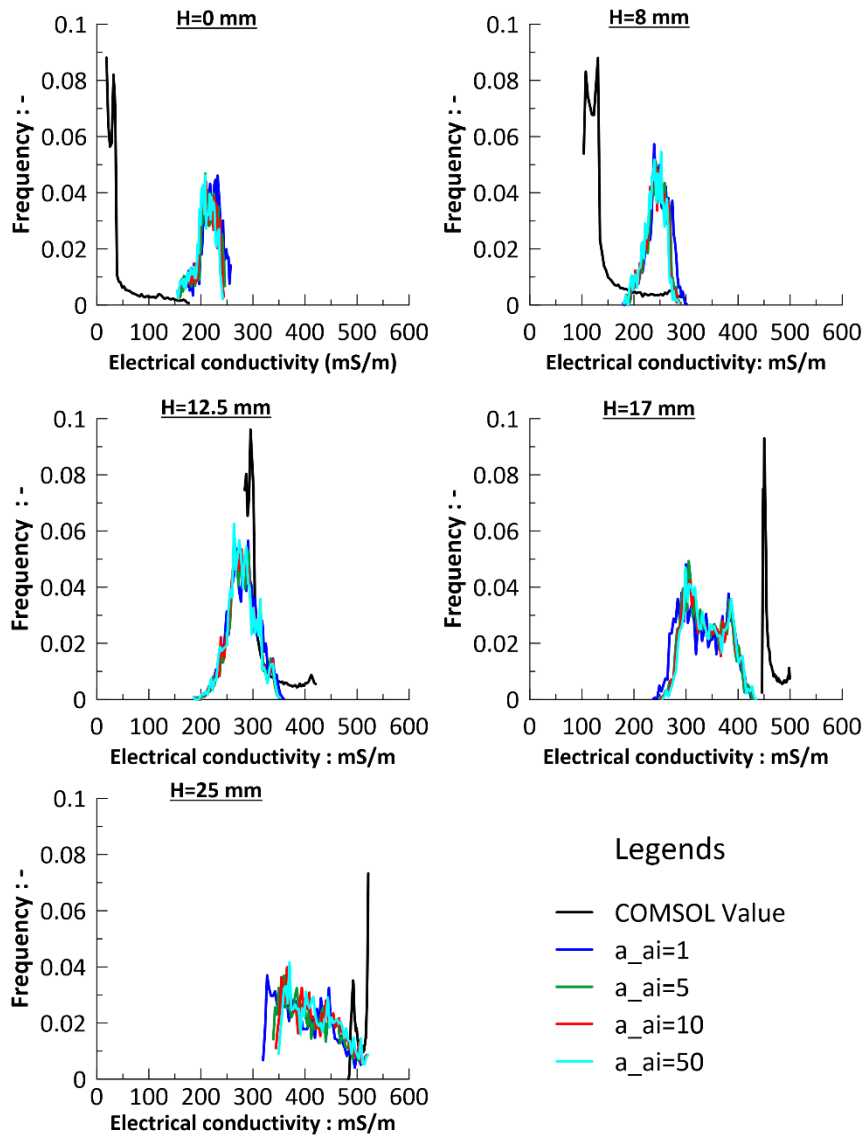 H=0 mm
0.1
0.08
0.06
0.04
0.02
0
Frequency : -
0 100 200 300 400 500 600
Electrical conductivity (mS/m)
H=8 mm
0.1
0.08
0.06
0.04
0.02
0
Frequency : -
0 100 200 300 400 500 600
Electrical conductivity: mS/m
H=12.5 mm
0.1
0.08
0.06
0.04
0.02
0
Frequency : -
0 100 200 300 400 500 600
Electrical conductivity : mS/m
H=17 mm
0.1
0.08
0.06
0.04
0.02
0
Frequency : -
0 100 200 300 400 500 600
Electrical conductivity : mS/m
H=25 mm
0.1
0.08
0.06
0.04
0.02
0
Frequency : -
0 100 200 300 400 500 600
Electrical conductivity : mS/m
Legends
COMSOL Value
a_ai=1
a_ai=5
a_ai=10
a_ai=50